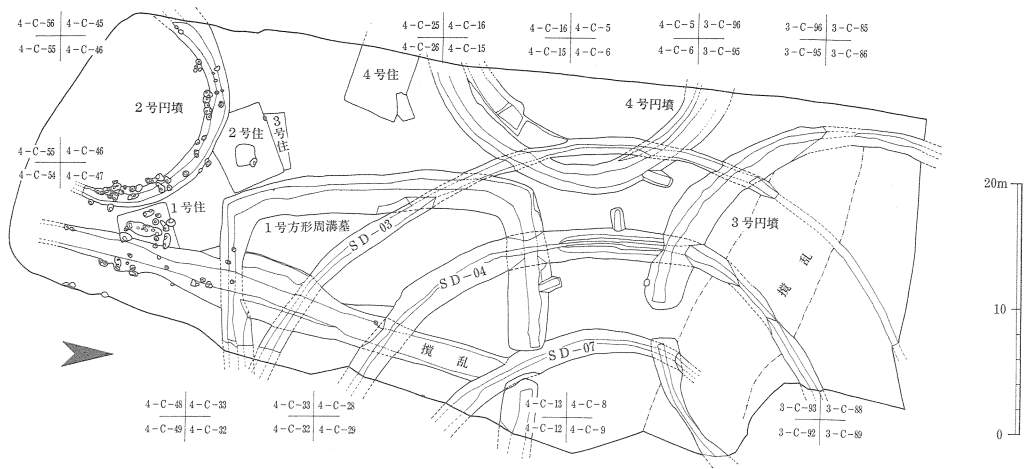 4-C-56 4-C-45
4-C-55 4-C-46
4-C-25 4-C-16
4-C-26 4-C-15
4-C-16 4-C-5
4-C-15 4-C-6
4-C-5 3-C-96
4-C-6 3-C-95
3-C-96 3-C-85
3-C-95 3-C-86
4号住
2号円墳
4号円墳
2号住
3号住
4-C-55 4-C-46
4-C-54 4-C-47
1号住
1号方形周溝墓
SD-03
3号円墳
SD-04
攪乱
攪乱
SD-07
20m
10
0
4-C-48 4-C-33
4-C-49 4-C-32
4-C-33 4-C-28
4-C-32 4-C-29
4-C-13 4-C-8
4-C-12 4-C-9
3-C-93 3-C-88
3-C-92 3-C-89